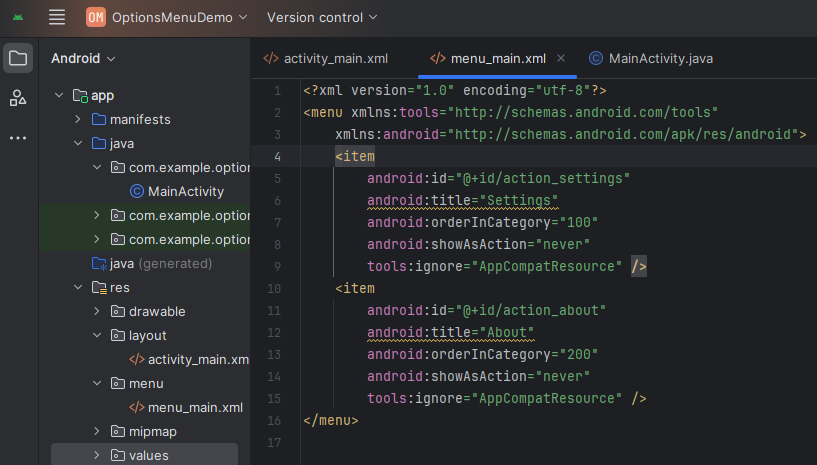 OM OptionsMenuDemo Version control
Android
app
manifests
java
com.example.option
MainActivity
com.example.option
com.example.option
java (generated)
res
drawable
layout
activity_main.xm
menu
menu_main.xml
mipmap
values
activity_main.xml menu_main.xml MainActivity.java
1 <?xml version="1.0" encoding="utf-8"?>
2 <menu xmlns:tools="http://schemas.android.com/tools"
3 xmlns:android="http://schemas.android.com/apk/res/android">
4 <item
5 android:id="@+id/action_settings"
6 android:title="Settings"
7 android:orderInCategory="100"
8 android:showAsAction="never"
9 tools:ignore="AppCompatResource" />
10 <item
11 android:id="@+id/action_about"
12 android:title="About"
13 android:orderInCategory="200"
14 android:showAsAction="never"
15 tools:ignore="AppCompatResource" />
16 </menu>
17